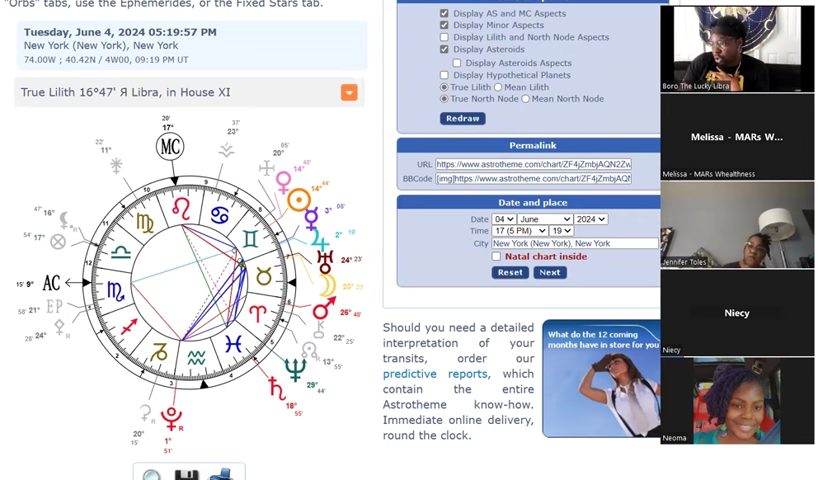 "Orbs" tabs, use the Ephemerides, or the Fixed Stars tab.
Tuesday, June 4, 2024 05:19:57 PM
New York (New York), New York
74.00W ; 40.42N / 4W00, 09:19 PM UT
True Lilith 16°47' Я Libra, in House XI
MC
AC
EP
Display AS and MC Aspects
Display Minor Aspects
Display Lilith and North Node Aspects
Display Asteroids
Display Asteroids Aspects
Display Hypothetical Planets
True Lilith Mean Lilith
True North Node Mean North Node
Redraw
Permalink
URL https://www.astrotheme.com/chart/ZF4jZmbjAQN2Zv
BBCode [img]https://www.astrotheme.com/chart/ZF4jZmbjAQN
Date and place
Date 04 June 2024
Time 17 (5 PM) 19
City New York (New York), New York
Natal chart inside
Reset Next
Should you need a detailed
interpretation of your
transits, order our
predictive reports, which
contain the entire
Astrotheme know-how.
Immediate online delivery,
round the clock.
What do the 12 coming
months have in store for you
Boro The Lucky Libra
Melissa - MARs W...
Melissa - MARs Whealthness
Jennifer Toles
Niecy
Niecy
Neoma